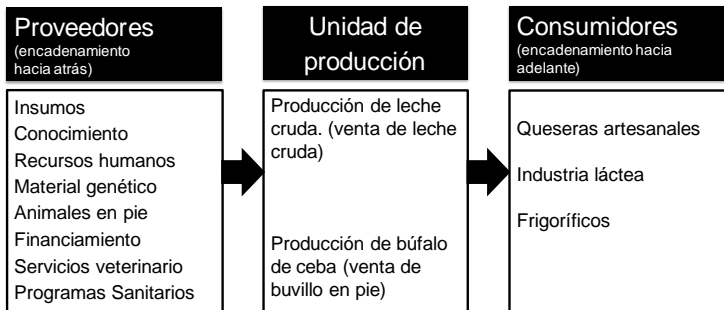 Proveedores
(encadenamiento
hacia atrás)
Insumos
Conocimiento
Recursos humanos
Material genético
Animales en pie
Financiamiento
Servicios veterinario
Programas Sanitarios
Unidad de
producción
Producción de leche
cruda. (venta de leche
cruda)
Producción de búfalo
de ceba (venta de
buvillo en pie)
Consumidores
(encadenamiento hacia
adelante)
Queseras artesanales
Industria láctea
Frigoríficos